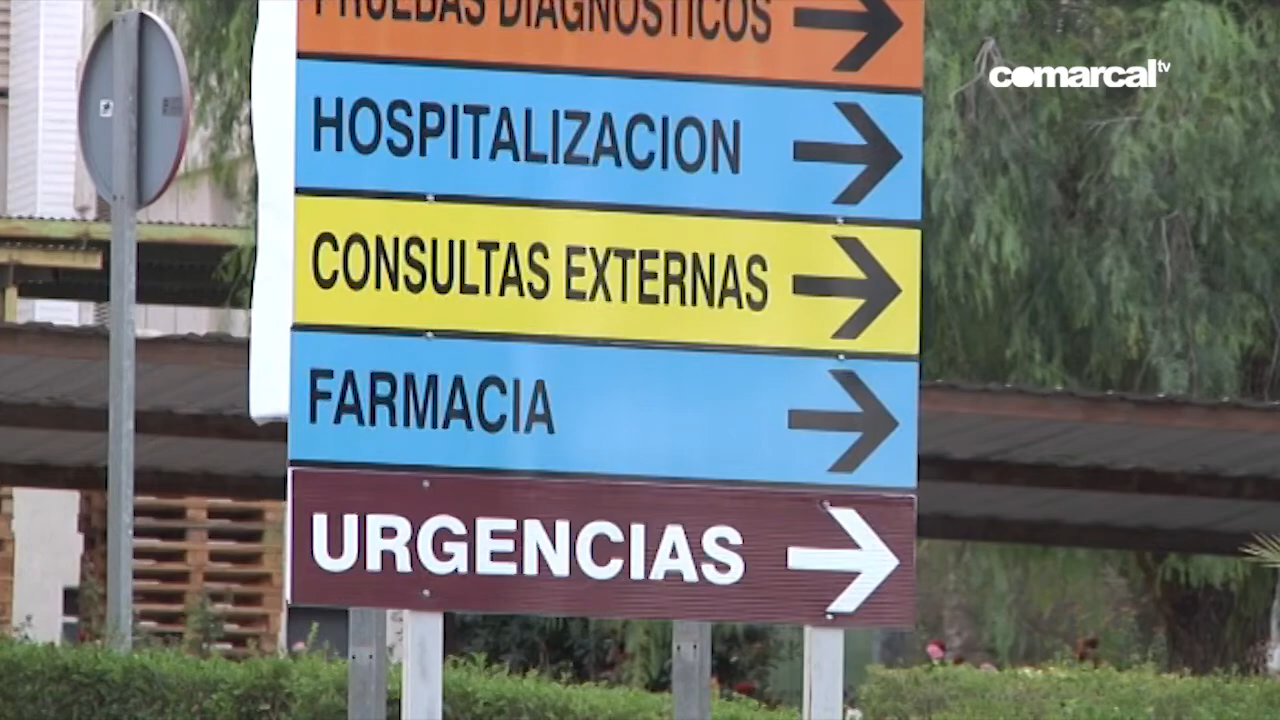 PRUEBAS DIAGNOSTICOS
comarcal tv
HOSPITALIZACION
CONSULTAS EXTERNAS
FARMACIA
URGENCIAS